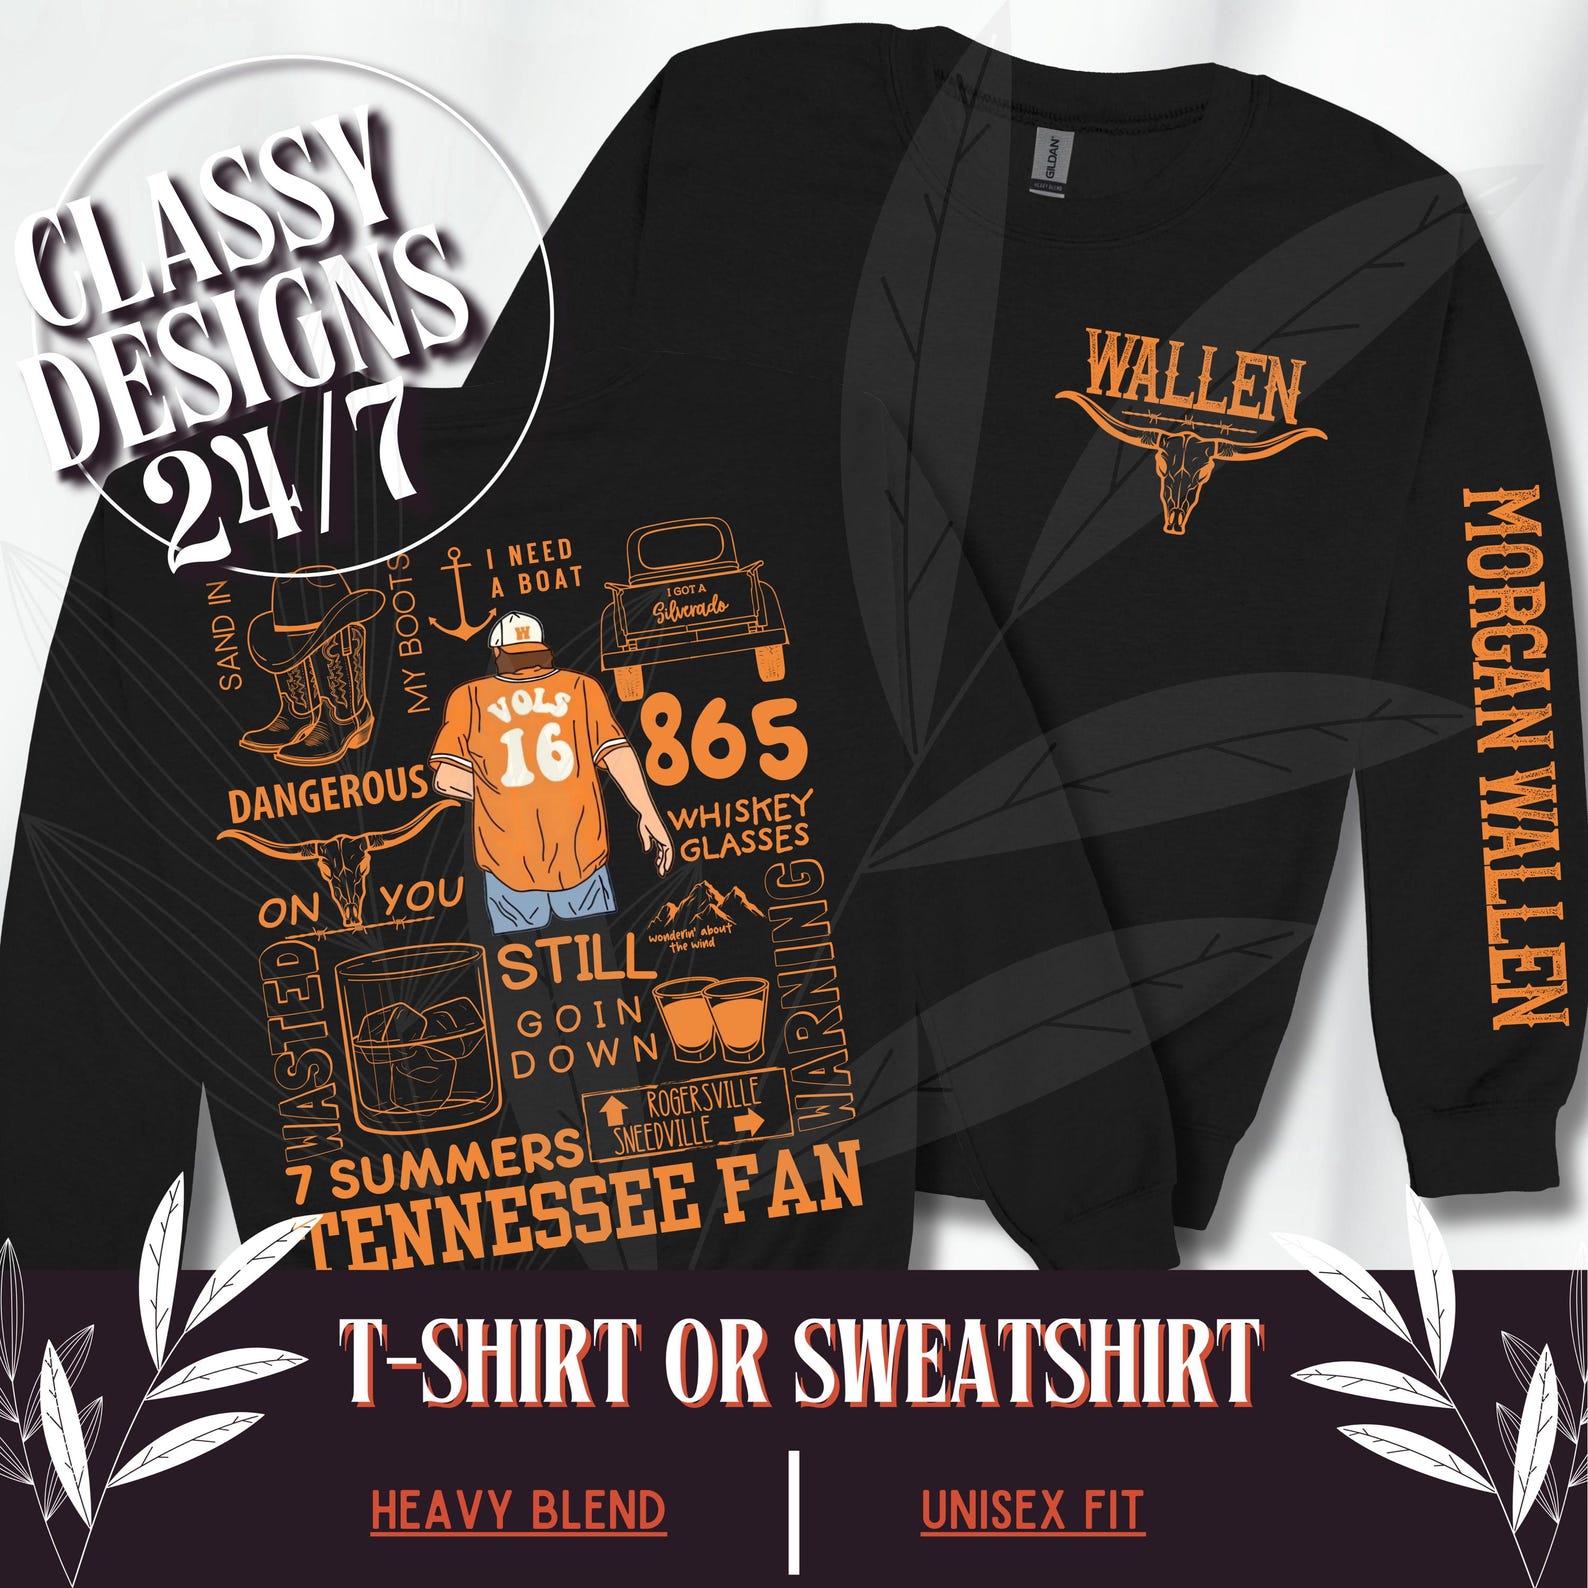 CLASSY
DESIGNS
24/7
GILDAN
HEAVY BLEND
WALLEN
MORGAN WALLEN
SAND IN
MY BOOTS
I NEED
A BOAT
I GOT A
Silverado
W
VOLS
16
865
DANGEROUS
WHISKEY
GLASSES
ON YOU
WASTED
STILL
GOIN
DOWN
wonderin' about
the wind
WARNING
ROGERSVILLE
SNEEDVILLE
7 SUMMERS
TENNESSEE FAN
T-SHIRT OR SWEATSHIRT
HEAVY BLEND
UNISEX FIT